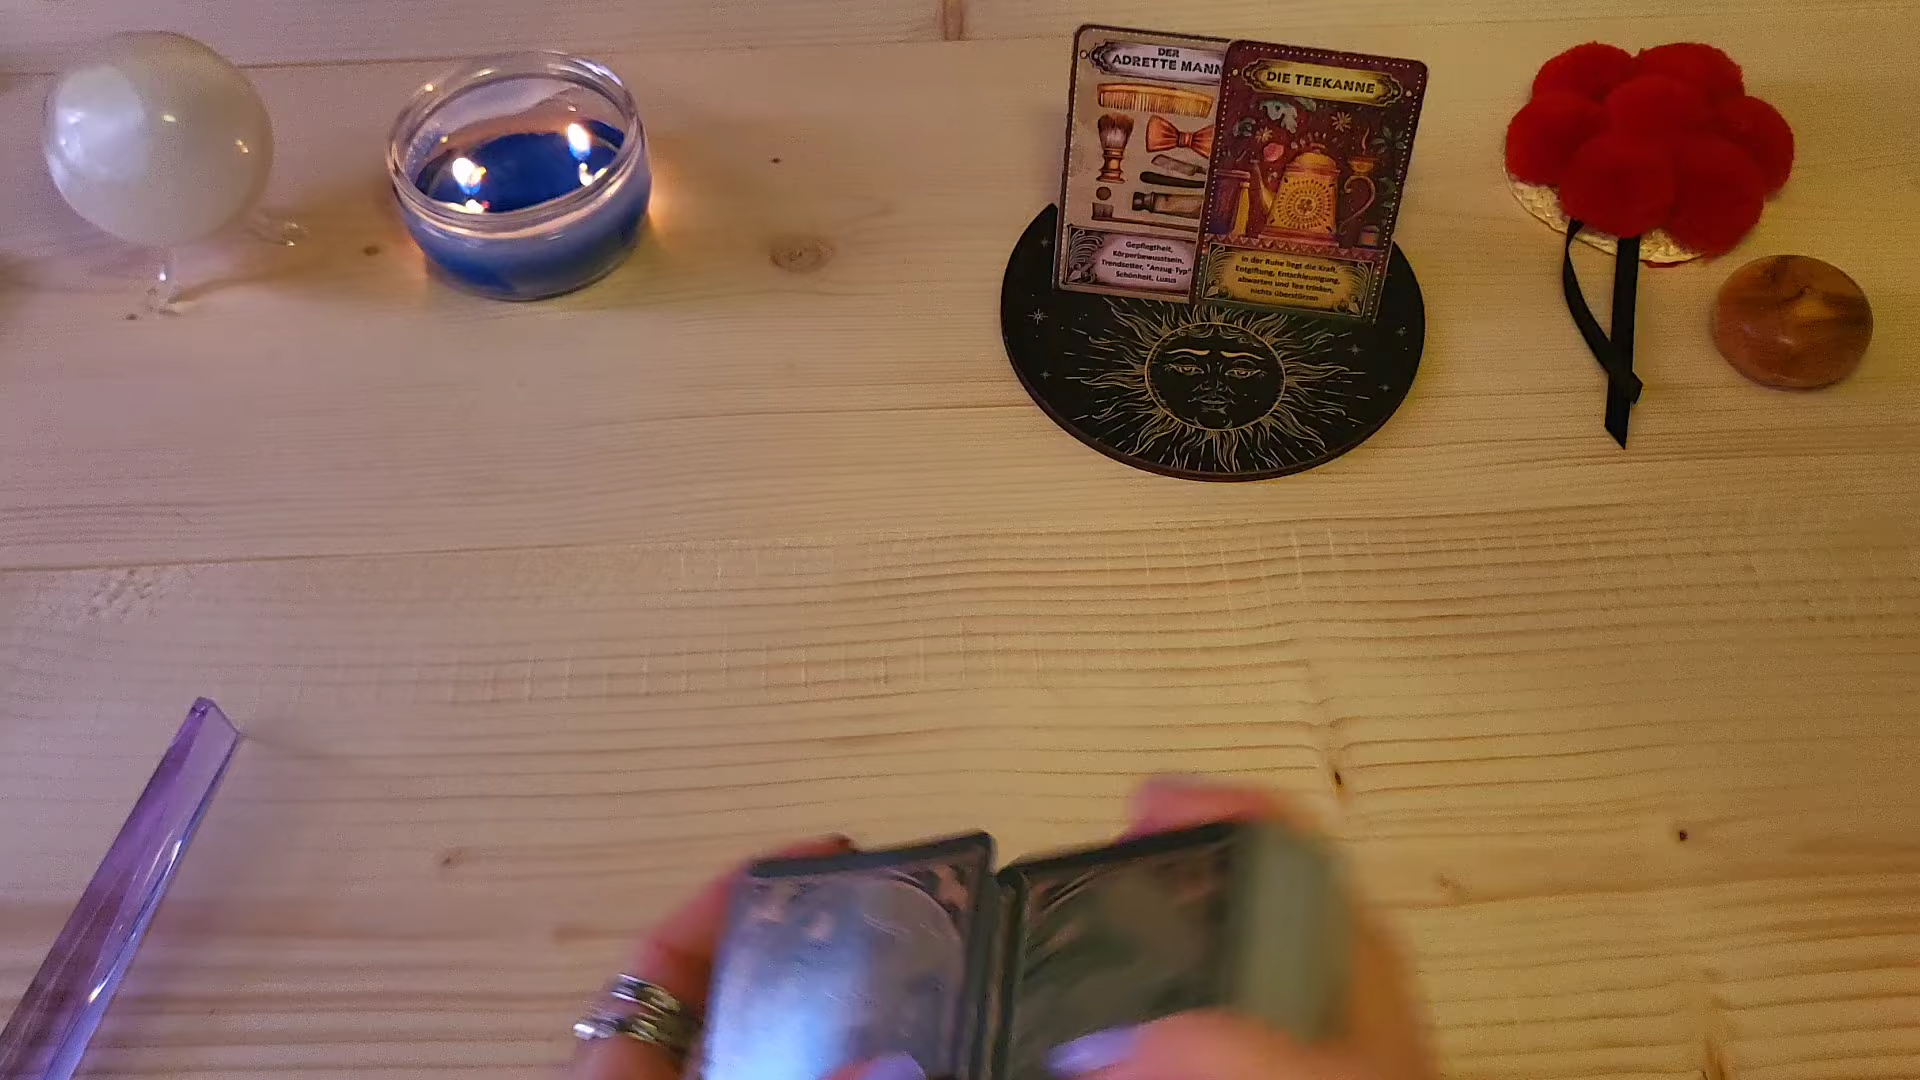 DER
ADRETTE MANN
Gepflegtheit,
Körperbewusstsein,
Trendsetter, "Anzug-Typ"
Schönheit, Luxus
DIE TEEKANNE
In der Ruhe liegt die Kraft,
Entgiftung, Entschleunigung,
abwarten und Tee trinken,
nichts überstürzen